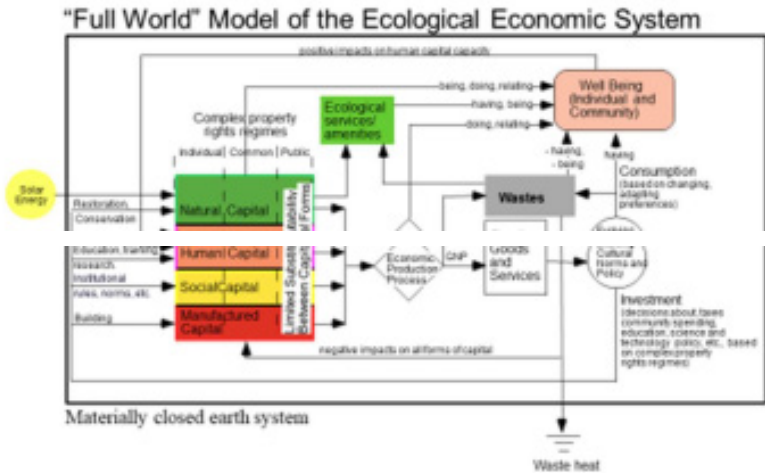 “Full World” Model of the Ecological Economic System
positive impacts on human capital capacity
being, doing, relating
having, being
doing, relating
Well Being
(Individual and
Community)
Ecological
services/
amenities
Complex property
rights regimes
Individual Common Public
- having,
- being
having
Consumption
(based on changing,
adapting
preferences)
Solar
Energy
Restoration,
Conservation
Natural Capital
Wastes
Education, training,
research.
Human Capital
Institutional
rules, norms, etc.
SocialCapital
Building
Manufactured
Capital
Limited
Between
Forms
Economic
Production
Process
GNP
Goods
and
Services
Cultural
Norms and
Policy
Investment
(decisions about, taxes
community spending,
education, science and
technology policy, etc., based
on complex property
rights regimes)
negative impacts on all forms of capital
Materially closed earth system
Waste heat